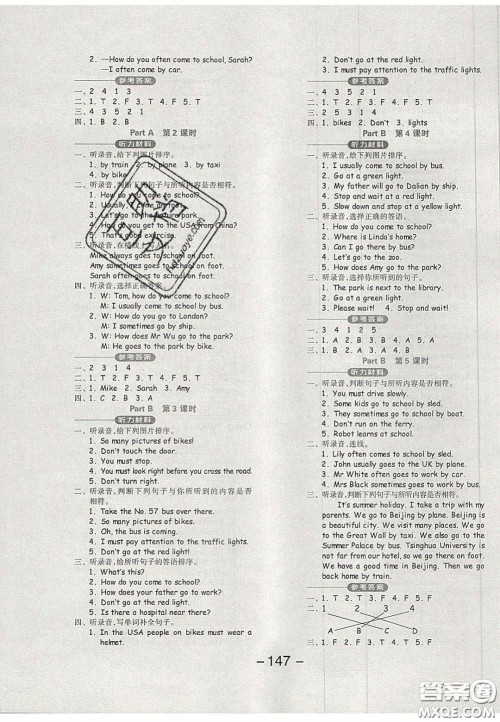 2. —How do you often come to school, Sarah?
—I often come by car.
参考答案
一、2 4 1 3
二、1. T 2. F 3. T 4. F 5. T
三、4 3 5 2 1
四、1. B 2. A 3. A
Part A 第2课时
听力材料
一、听录音,给下列图片排序。
1. by train 2. by plane 3. by taxi
4. on foot
二、听录音,判断下列句子与所听内容是否相符。
1. How do you come to school?
2. Usually, I come on foot.
3. Let's go to the nature park.
4. How do you get to the USA from China?
5. That's good exercise.
三、听录音,在横线上填人名。
Mike always goes to school on foot.
Amy sometimes goes to school on foot.
Sarah often goes to school on foot.
四、听录音,选择正确答案。
1. W: Tom, how do you come to school?
M: I usually come to school by bus.
2. W: How do you go to London?
M: I sometimes go by ship.
3. W: How does Mr Wu go to the park?
M: He goes to the park by bike.
参考答案
一、2 3 1 4
二、1. T 2. F 3. F 4. T 5. T
三、1. Mike 2. Sarah 3. Amy
四、1. C 2. B 3. A
Part B 第3课时
听力材料
一、听录音,给下列图片排序。
1. So many pictures of bikes!
2. Don't touch the door.
3. You must stop.
4. You must look right before you cross the road.
5. Don't turn right.
二、听录音,判断下列句子与你所听到的内容是否相符。
1. Take the No. 57 bus over there.
2. So many pictures of bikes.
3. Oh, the bus is coming.
4. I must pay attention to the traffic lights.
5. Don't go at the red light!
三、听录音,给所听句子的答语排序。
1. What's this?
2. How do you come to school?
3. How does your father go to work?
4. What must I do?
5. Is there a hospital near there?
四、听录音,写单词补全句子。
1. In the USA people on bikes must wear a
helmet.
2. Don't go at the red light.
3. I must pay attention to the traffic lights.
参考答案
一、4 3 5 2 1
二、1. T 2. T 3. F 4. F 5. T
三、4 3 5 1 2
四、1. bikes 2. Don't 3. lights
Part B 第4课时
听力材料
一、听录音,给下列图片排序。
1. I usually come to school by bus.
2. Go at a green light.
3. My father will go to Dalian by ship.
4. Stop and wait at a red light.
5. Slow down and stop at a yellow light.
二、听录音,选择正确的答语。
1. How do you come to school?
2. Where is Linda's home?
3. Can I go there by bus?
4. Let's go to school.
5. How does Amy go to the park?
三、听录音,选择你所听到的句子。
1. The park is next to the library.
2. Go at a green light.
3. Please wait! 4. Stop and wait!
参考答案
一、3 4 1 2 5
二、1. A 2. B 3. A 4. B 5. B
三、1. A 2. B 3. B 4. B
Part B 第5课时
听力材料
一、听录音,判断句子与所听内容是否相符。
1. You must drive slowly.
2. Some kids go to school by sled.
3. They sometimes go to school by boat.
4. Don't go to school by ferry.
5. Robot learns at school.
二、听录音,连线。
1. Lily often comes to school by sled.
2. John usually goes to the UK by plane.
3. Mr White often goes to work by car.
4. Mrs Black sometimes goes to work by bus.
三、听录音,判断下列句子与所听内容是否相符。
It's summer holiday. I take a trip with my
parents. We go to Beijing by plane. Beijing is
a beautiful city. We visit many places. We go to
the Great Wall by taxi. We also go to the
Summer Palace by bus. Tsinghua University is
not far from our hotel. So we go there on foot.
We have a good time in Beijing. Then we go
back home by train.
参考答案
一、1. T 2. T 3. F 4. T 5. F
二、1 2 3 4
A B C D
三、1. F 2. F 3. T 4. F 5. T
- 147 -
答案圈
MXQE.COM